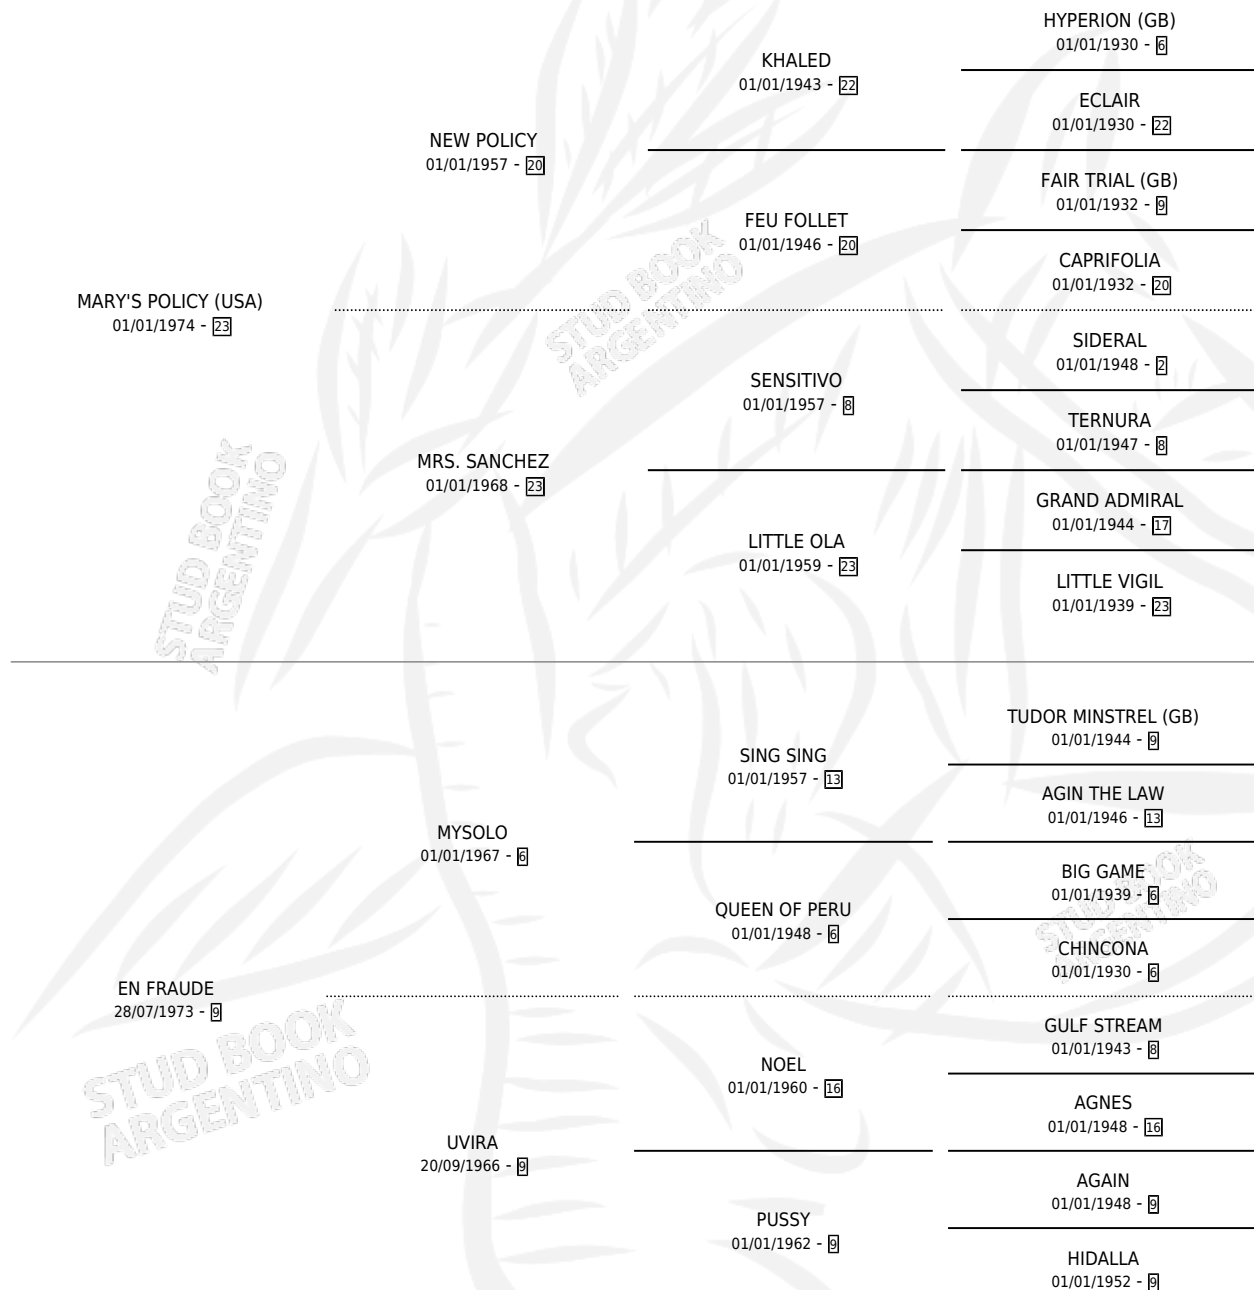 HYPERION (GB)
01/01/1930 - 6
KHALED
01/01/1943 - 22
ECLAIR
01/01/1930 - 22
NEW POLICY
01/01/1957 - 20
FAIR TRIAL (GB)
01/01/1932 - 9
FEU FOLLET
01/01/1946 - 20
CAPRIFOLIA
01/01/1932 - 20
MARY'S POLICY (USA)
01/01/1974 - 23
SIDERAL
01/01/1948 - 2
SENSITIVO
01/01/1957 - 8
TERNURA
01/01/1947 - 8
MRS. SANCHEZ
01/01/1968 - 23
GRAND ADMIRAL
01/01/1944 - 17
LITTLE OLA
01/01/1959 - 23
LITTLE VIGIL
01/01/1939 - 23
STUD BOOK
ARGENTINO
STUD BOOK
ARGENTINO
TUDOR MINSTREL (GB)
01/01/1944 - 9
SING SING
01/01/1957 - 13
AGIN THE LAW
01/01/1946 - 13
MYSOLO
01/01/1967 - 6
BIG GAME
01/01/1939 - 6
QUEEN OF PERU
01/01/1948 - 6
CHINCONA
01/01/1930 - 6
EN FRAUDE
28/07/1973 - 9
GULF STREAM
01/01/1943 - 8
NOEL
01/01/1960 - 16
AGNES
01/01/1948 - 16
UVIRA
20/09/1966 - 9
AGAIN
01/01/1948 - 9
PUSSY
01/01/1962 - 9
HIDALLA
01/01/1952 - 9
STUD BOOK
ARGENTINO
STUD BOOK
ARGENTINO